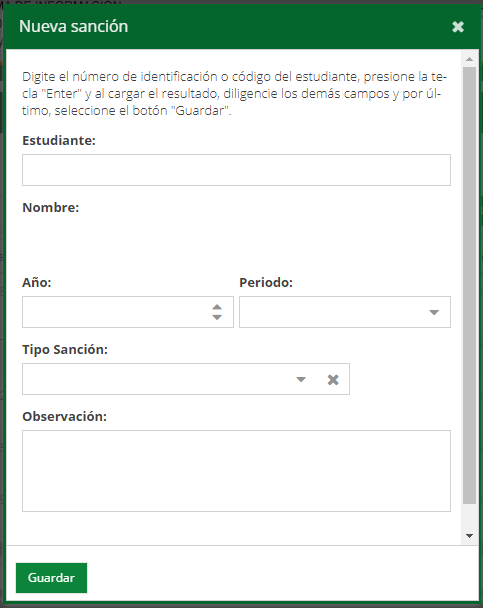 Nueva sanción
Digite el número de identificación o código del estudiante, presione la te-
cla "Enter" y al cargar el resultado, diligencie los demás campos y por úl-
timo, seleccione el botón "Guardar".
Estudiante:
Nombre:
Año:
Periodo:
Tipo Sanción:
Observación:
Guardar